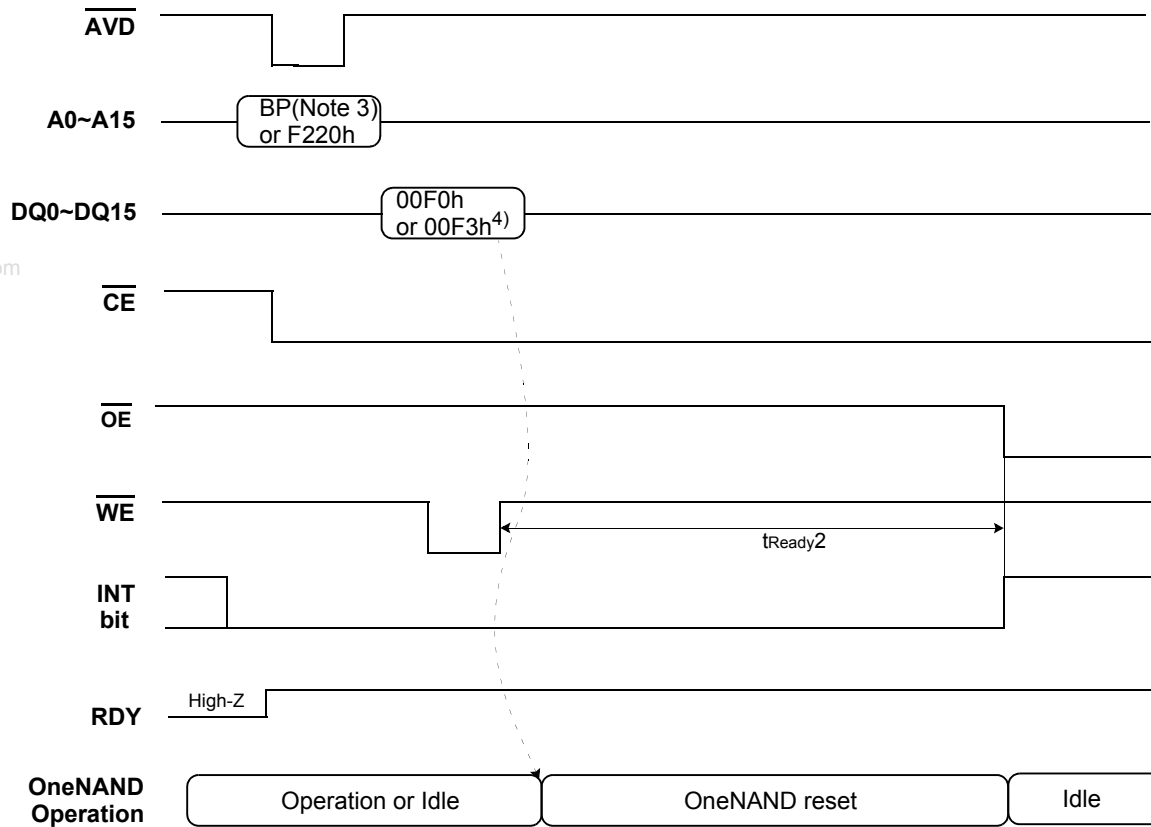 AVD
A0~A15
BP(Note 3)
or F220h
DQ0~DQ15
00F0h
or 00F3h4)
om
CE
OE
WE
tReady2
INT
bit
High-Z
RDY
OneNAND
Operation
Operation or Idle
OneNAND reset
Idle